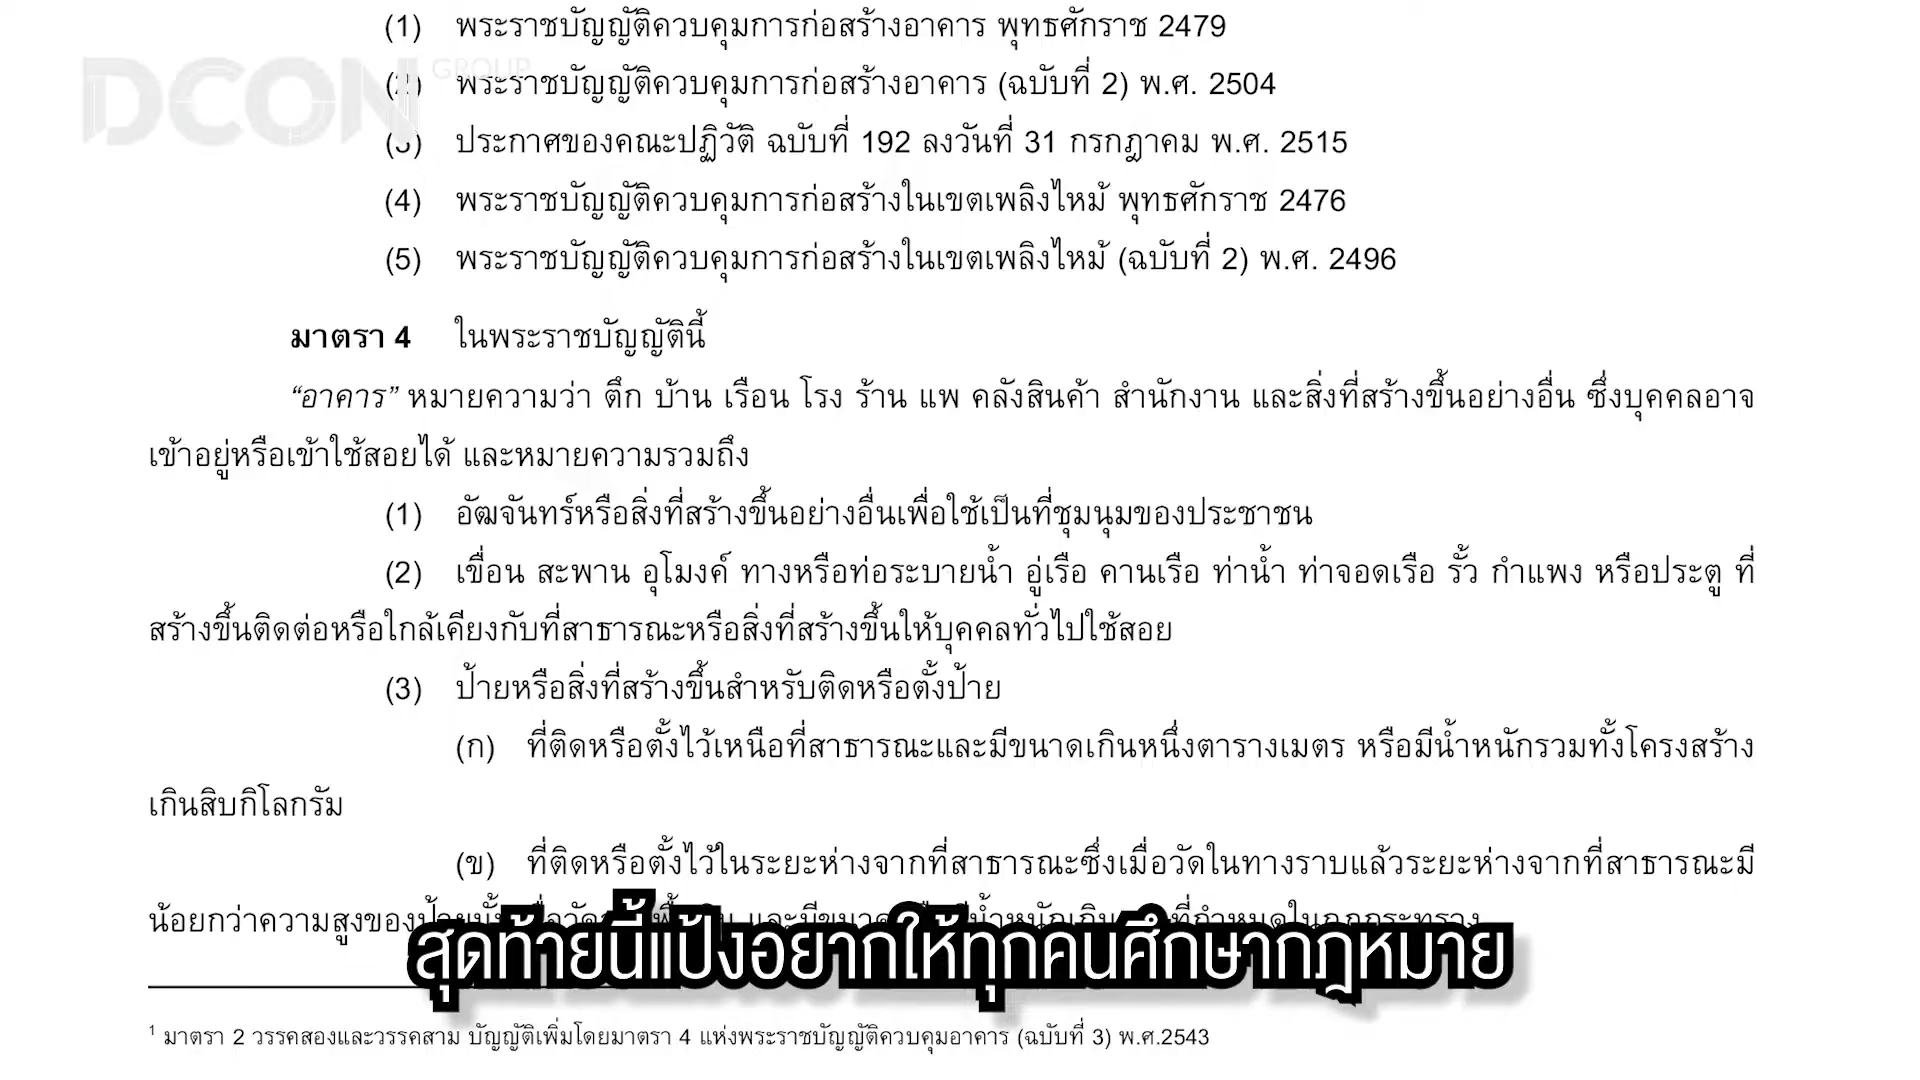 DCON GROUP
(1) พระราชบัญญัติควบคุมการก่อสร้างอาคาร พุทธศักราช 2479
(2) พระราชบัญญัติควบคุมการก่อสร้างอาคาร (ฉบับที่ 2) พ.ศ. 2504
(3) ประกาศของคณะปฏิวัติ ฉบับที่ 192 ลงวันที่ 31 กรกฎาคม พ.ศ. 2515
(4) พระราชบัญญัติควบคุมการก่อสร้างในเขตเพลิงไหม้ พุทธศักราช 2476
(5) พระราชบัญญัติควบคุมการก่อสร้างในเขตเพลิงไหม้ (ฉบับที่ 2) พ.ศ. 2496
มาตรา 4 ในพระราชบัญญัตินี้
“อาคาร” หมายความว่า ตึก บ้าน เรือน โรง ร้าน แพ คลังสินค้า สำนักงาน และสิ่งที่สร้างขึ้นอย่างอื่น ซึ่งบุคคลอาจ
เข้าอยู่หรือเข้าใช้สอยได้ และหมายความรวมถึง
(1) อัฒจันทร์หรือสิ่งที่สร้างขึ้นอย่างอื่นเพื่อใช้เป็นที่ชุมนุมของประชาชน
(2) เขื่อน สะพาน อุโมงค์ ทางหรือท่อระบายน้ำ อู่เรือ คานเรือ ท่าน้ำ ท่าจอดเรือ รั้ว กำแพง หรือประตู ที่
สร้างขึ้นติดต่อหรือใกล้เคียงกับที่สาธารณะหรือสิ่งที่สร้างขึ้นให้บุคคลทั่วไปใช้สอย
(3) ป้ายหรือสิ่งที่สร้างขึ้นสำหรับติดหรือตั้งป้าย
(ก) ที่ติดหรือตั้งไว้เหนือที่สาธารณะและมีขนาดเกินหนึ่งตารางเมตร หรือมีน้ำหนักรวมทั้งโครงสร้าง
เกินสิบกิโลกรัม
(ข) ที่ติดหรือตั้งไว้ในระยะห่างจากที่สาธารณะซึ่งเมื่อวัดในทางราบแล้วระยะห่างจากที่สาธารณะมี
น้อยกว่าความสูงของป้ายนั้น และมีขนาด ที่กำหนดในกฎกระทรวง
สุดท้ายนี้แป้งอยากให้ทุกคนศึกษากฎหมาย
1 มาตรา 2 วรรคสองและวรรคสาม บัญญัติเพิ่มโดยมาตรา 4 แห่งพระราชบัญญัติควบคุมอาคาร (ฉบับที่ 3) พ.ศ.2543